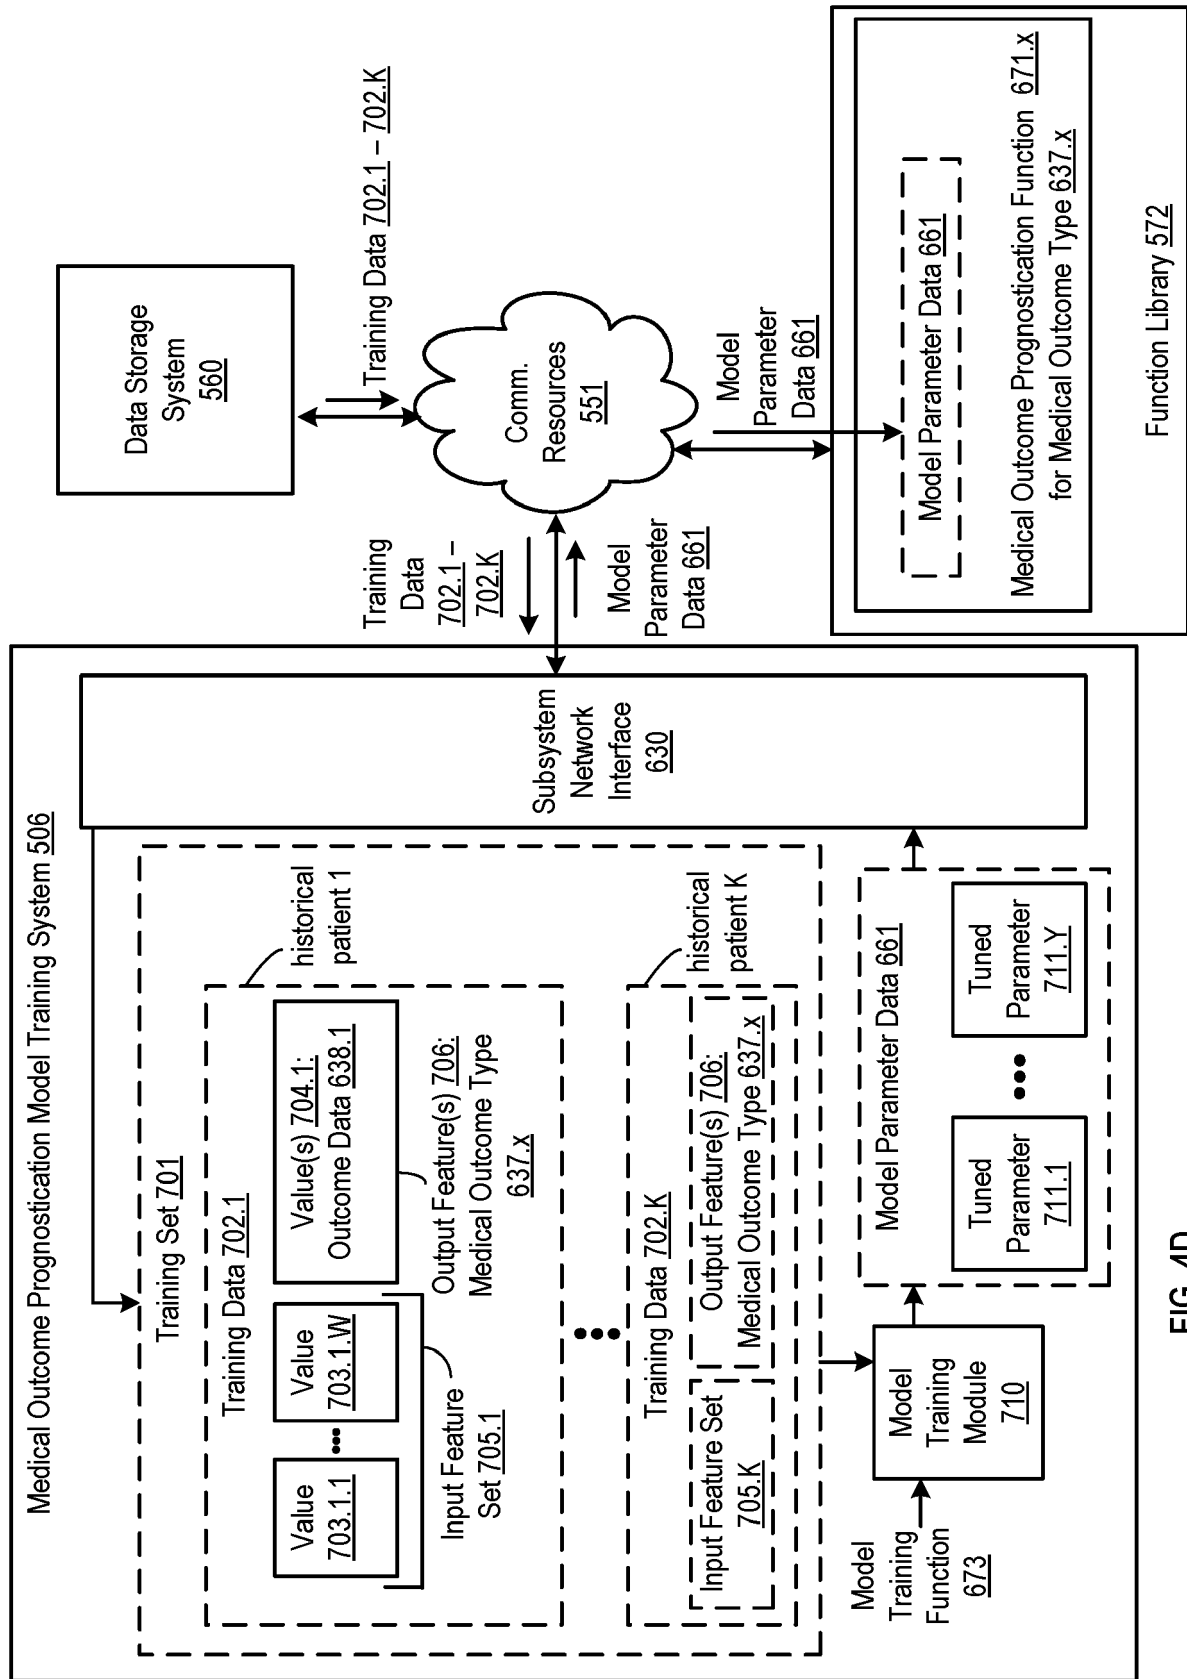 Medical Outcome Prognostication Model Training System 506
Training Set 701
Training Data 702.1
historical
patient 1
Value
703.1.1
Value
703.1.W
Value(s) 704.1:
Outcome Data 638.1
Input Feature
Set 705.1
Output Feature(s) 706:
Medical Outcome Type
637.x
Training Data 702.K
historical
patient K
Input Feature Set
705.K
Output Feature(s) 706:
Medical Outcome Type 637.x
Model
Training
Function
673
Model
Training
Module
710
Model Parameter Data 661
Tuned
Parameter
711.1
Tuned
Parameter
711.Y
Subsystem
Network
Interface
630
Training
Data
702.1 –
702.K
Model
Parameter
Data 661
Data Storage
System
560
Training Data 702.1 – 702.K
Comm.
Resources
551
Model
Parameter
Data 661
Model Parameter Data 661
Medical Outcome Prognostication Function 671.x
for Medical Outcome Type 637.x
Function Library 572
FIG. 4D